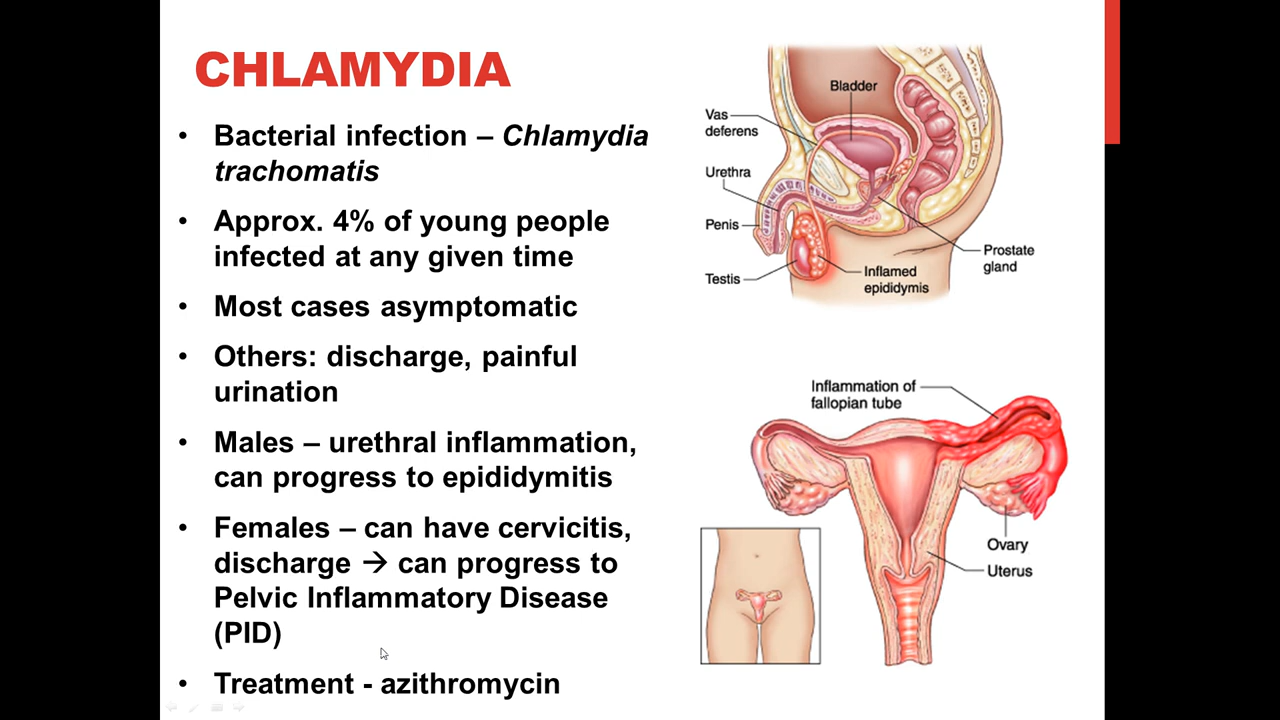 CHLAMYDIA
• Bacterial infection – Chlamydia
trachomatis
• Approx. 4% of young people
infected at any given time
• Most cases asymptomatic
• Others: discharge, painful
urination
• Males – urethral inflammation,
can progress to epididymitis
• Females – can have cervicitis,
discharge → can progress to
Pelvic Inflammatory Disease
(PID)
• Treatment - azithromycin
Bladder
Vas
deferens
Urethra
Penis
Testis
Prostate
gland
Inflamed
epididymis
Inflammation of
fallopian tube
Ovary
Uterus